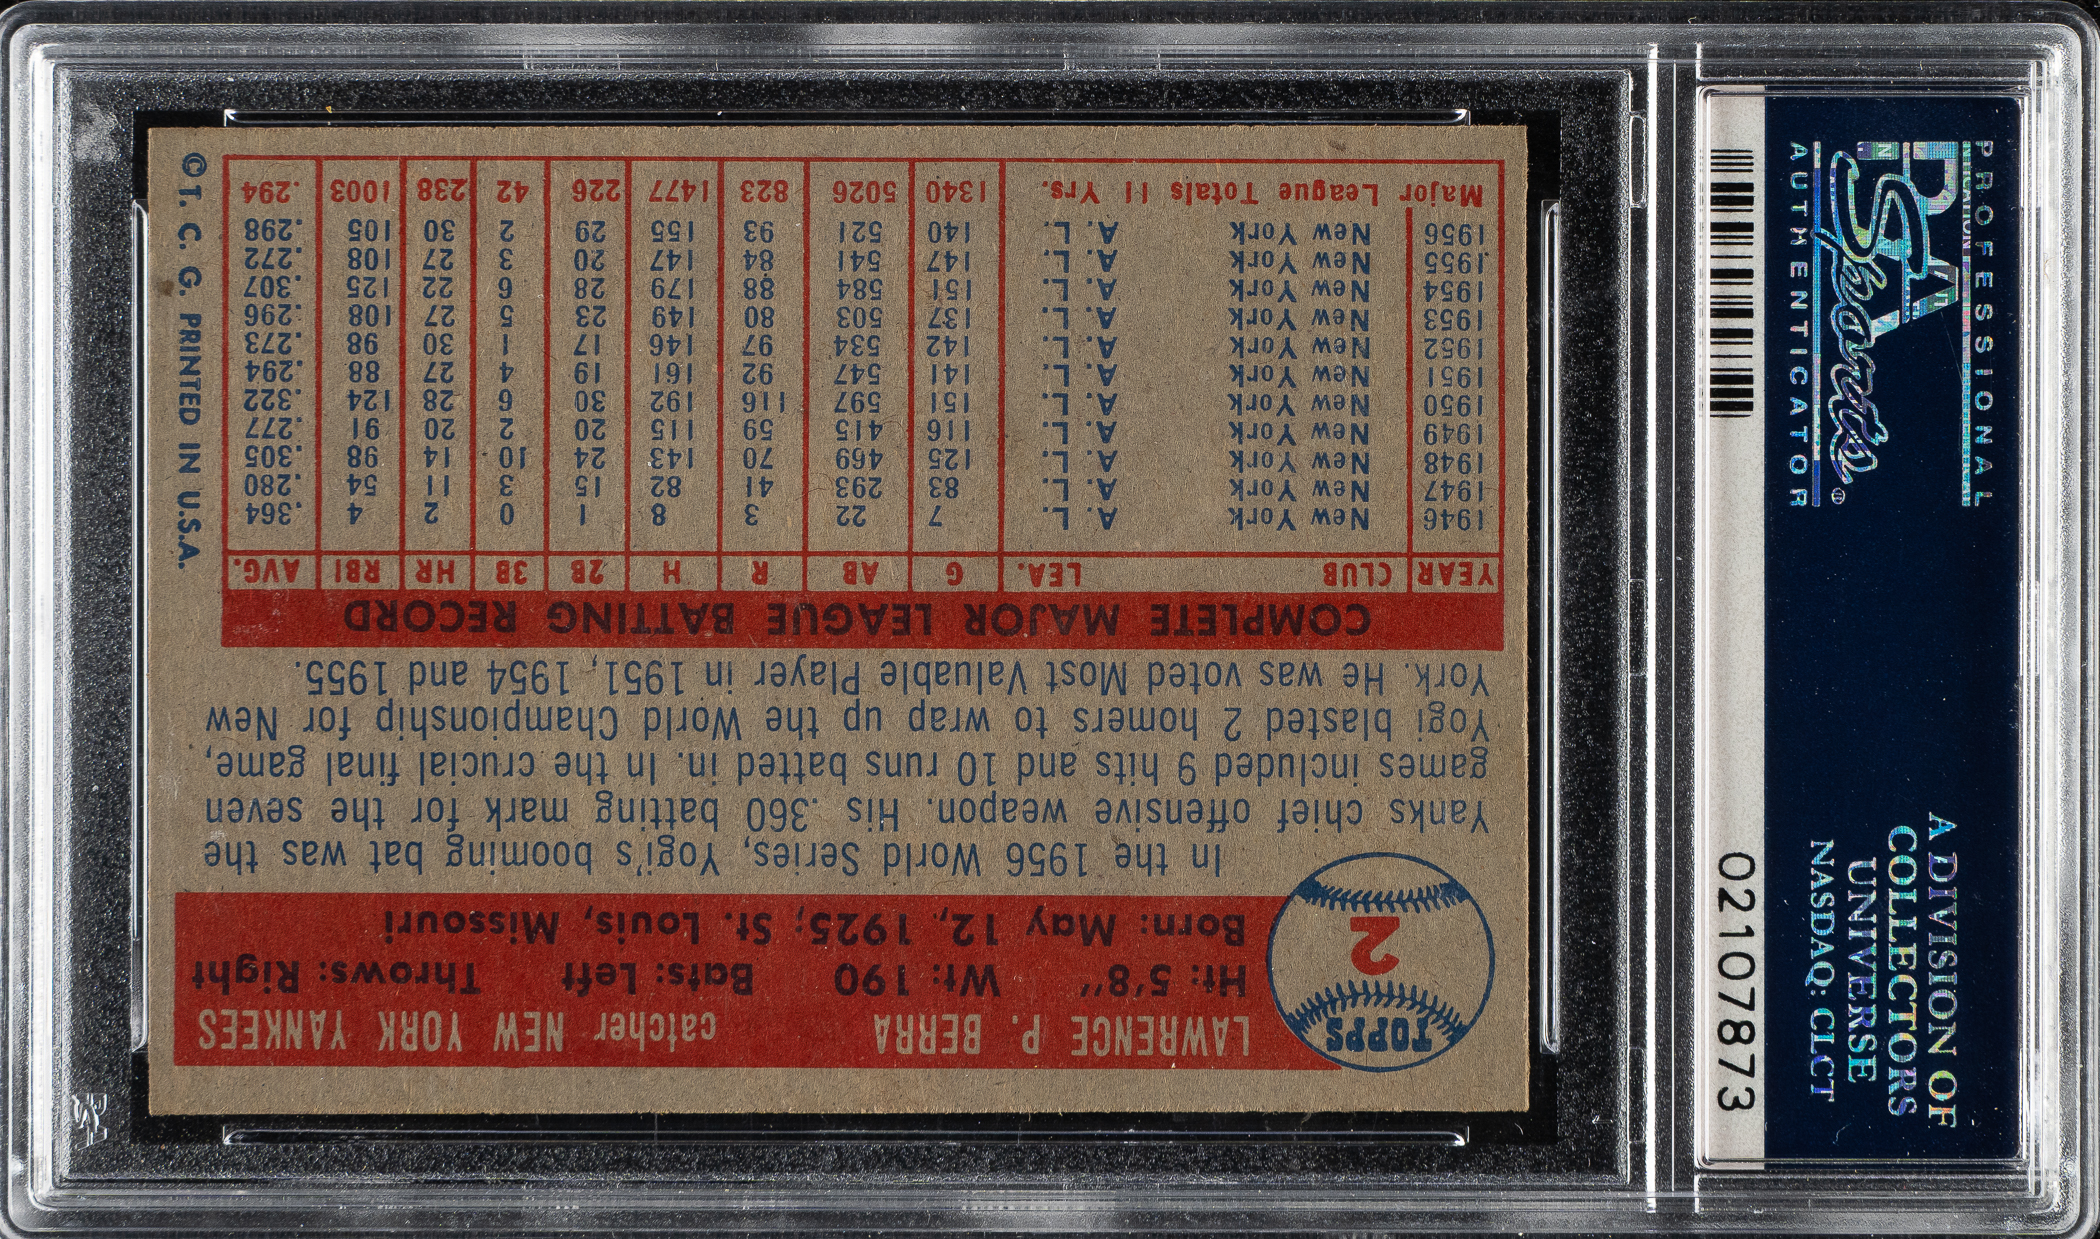 LAWRENCE P. BERRA catcher NEW YORK YANKEES
Ht: 5'8" Wt: 190 Bats: Left Throws: Right
Born: May 12, 1925; St. Louis, Missouri
TOPPS
2
In the 1956 World Series, Yogi's booming bat was the
Yanks chief offensive weapon. His .360 batting mark for the seven
games included 9 hits and 10 runs batted in. In the crucial final game,
Yogi blasted 2 homers to wrap up the World Championship for New
York. He was voted Most Valuable Player in 1951, 1954 and 1955.
COMPLETE MAJOR LEAGUE BATTING RECORD
YEAR CLUB LEA. G AB R H 2B 3B HR RBI AVG.
1946 New York A. L. 7 22 3 8 1 0 2 4 .364
1947 New York A. L. 83 293 41 82 15 3 11 54 .280
1948 New York A. L. 125 469 70 143 24 10 14 98 .305
1949 New York A. L. 116 415 59 115 20 2 20 91 .277
1950 New York A. L. 151 597 116 192 30 6 28 124 .322
1951 New York A. L. 141 547 92 161 19 4 27 88 .294
1952 New York A. L. 142 534 97 146 17 1 30 98 .273
1953 New York A. L. 137 503 80 149 23 5 27 108 .296
1954 New York A. L. 151 584 88 179 28 6 22 125 .307
1955 New York A. L. 147 541 84 147 20 3 27 108 .272
1956 New York A. L. 140 521 93 155 29 2 30 105 .298
Major League Totals 11 Yrs. 1340 5026 823 1477 226 42 238 1003 .294
© T. C. G. PRINTED IN U.S.A.
PROFESSIONAL
PSA
Sports
AUTHENTICATOR
A DIVISION OF
COLLECTORS
UNIVERSE
NASDAQ: CLCT
02107873